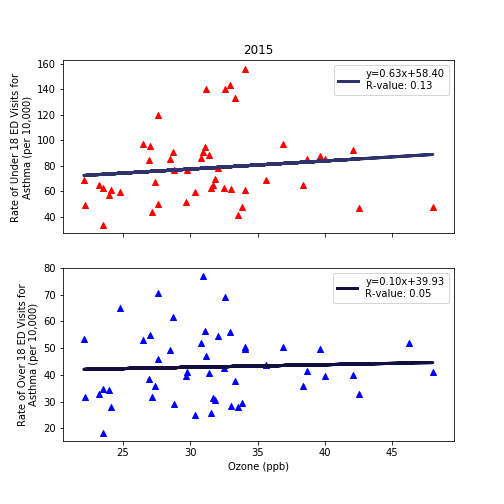 2015
160
140
120
100
80
60
40
Rate of Under 18 ED Visits for
Asthma (per 10,000)
y=0.63x+58.40
R-value: 0.13
80
70
60
50
40
30
20
Rate of Over 18 ED Visits for
Asthma (per 10,000)
y=0.10x+39.93
R-value: 0.05
25 30 35 40 45
Ozone (ppb)